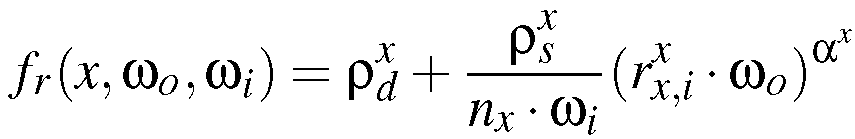 f_r(x, ω_o, ω_i) = ρ_d^x + \frac{ρ_s^x}{n_x · ω_i} (r_{x,i}^x · ω_o)^{α^x}